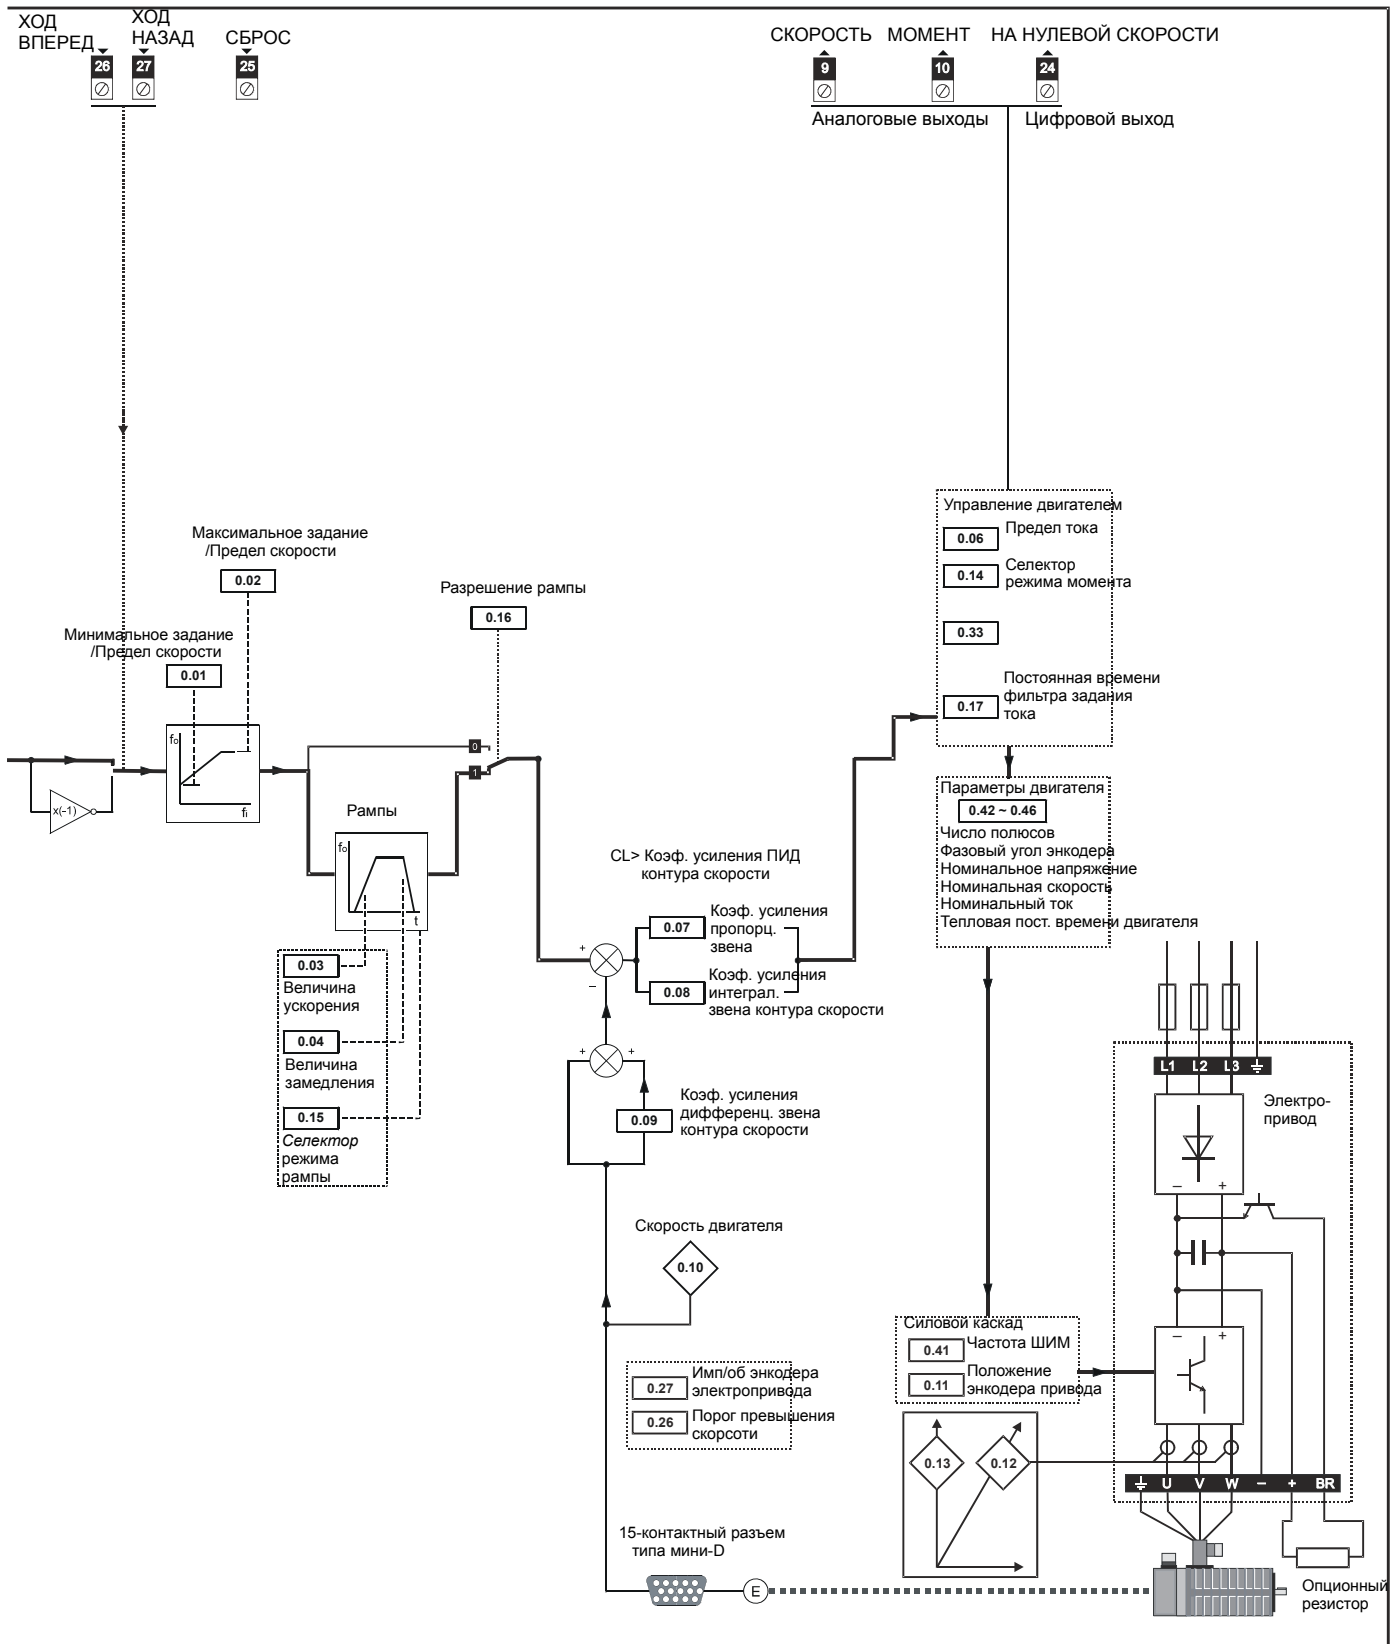 ХОД
ВПЕРЕД
ХОД
НАЗАД
СБРОС
26
27
25
СКОРОСТЬ
МОМЕНТ
НА НУЛЕВОЙ СКОРОСТИ
9
10
24
Аналоговые выходы
Цифровой выход
Управление двигателем
0.06
Предел тока
0.14
Селектор
режима момента
0.33
0.17
Постоянная времени
фильтра задания
тока
Максимальное задание
/Предел скорости
0.02
Минимальное задание
/Предел скорости
0.01
Разрешение рампы
0.16
x(-1)
fo
fi
0
1
Рампы
fo
t
0.03
Величина
ускорения
0.04
Величина
замедления
0.15
Селектор
режима
рампы
CL> Коэф. усиления ПИД
контура скорости
+
–
0.07
Коэф. усиления
пропорц.
звена
0.08
Коэф. усиления
интеграл.
звена контура скорости
+
+
0.09
Коэф. усиления
дифференц. звена
контура скорости
Параметры двигателя
0.42 ~ 0.46
Число полюсов
Фазовый угол энкодера
Номинальное напряжение
Номинальная скорость
Номинальный ток
Тепловая пост. времени двигателя
L1 L2 L3
Электро-
привод
– +
Скорость двигателя
0.10
Силовой каскад
0.41
Частота ШИМ
0.11
Положение
энкодера привода
– +
0.27
Имп/об энкодера
электропривода
0.26
Порог превышения
скорсоти
0.13
0.12
U V W – + BR
15-контактный разъем
типа мини-D
E
Опционный
резистор